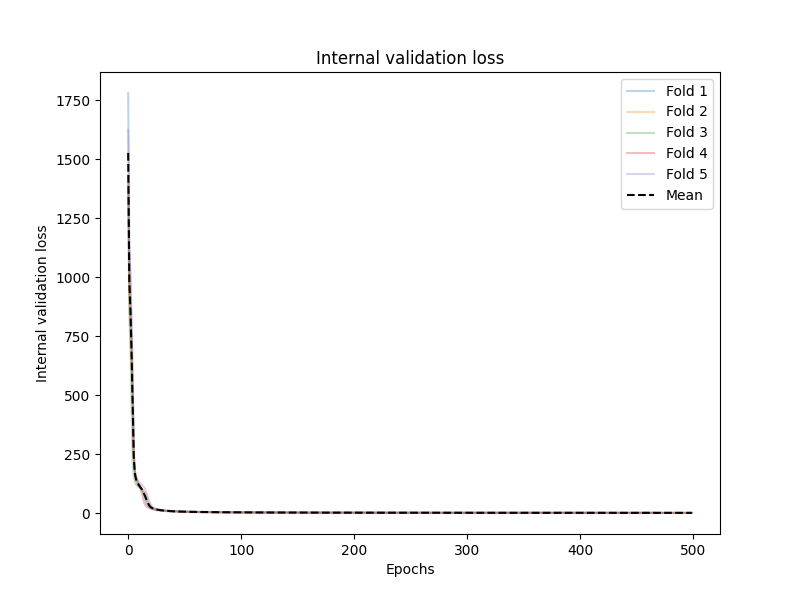 Internal validation loss
Fold 1
Fold 2
Fold 3
Fold 4
Fold 5
Mean
Internal validation loss
1750
1500
1250
1000
750
500
250
0
0 100 200 300 400 500
Epochs